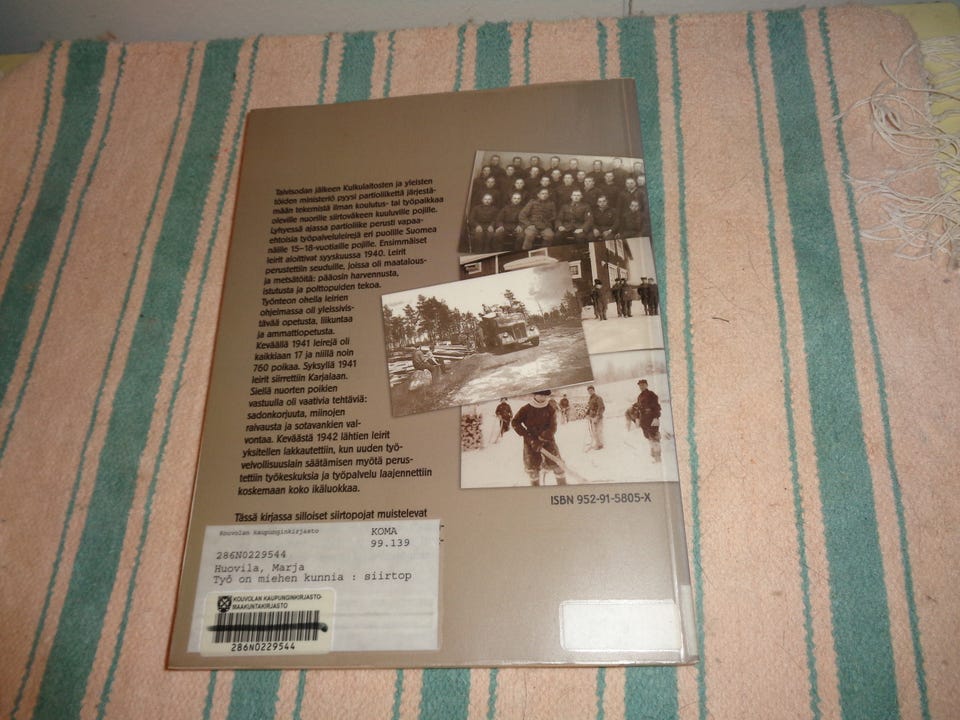 Talvisodan jälkeen Kulkulaitosten ja yleisten
töiden ministeriö pyysi partioliikettä järjestä-
mään tekemistä ilman koulutus- tai työpaikkaa
oleville nuorille siirtoväkeen kuuluville pojille.
Lyhyessä ajassa partioliike perusti vapaa-
ehtoisia työpalveluleirejä eri puolille Suomea
näille 15–18-vuotiaille pojille. Ensimmäiset
leirit aloittivat syyskuussa 1940. Leirit
perustettiin seuduille, joissa oli maatalous-
ja metsätöitä: pääosin harvennusta,
istutusta ja polttopuiden tekoa.
Työnteon ohella leirien
ohjelmassa oli yleissivis-
tävää opetusta, liikuntaa
ja ammattiopetusta.
Keväällä 1941 leirejä oli
kaikkiaan 17 ja niillä noin
760 poikaa. Syksyllä 1941
leirit siirrettiin Karjalaan.
Siellä nuorten poikien
vastuulla oli vaativia tehtäviä:
sadonkorjuuta, miinojen
raivausta ja sotavankien val-
vontaa. Keväästä 1942 lähtien leirit
yksitellen lakkautettiin, kun uuden työ-
velvollisuuslain säätämisen myötä perus-
tettiin työkeskuksia ja työpalvelu laajennettiin
koskemaan koko ikäluokkaa.
Tässä kirjassa silloiset siirtopojat muistelevat
ISBN 952-91-5805-X
Kouvolan kaupunginkirjasto
KOMA
99.139
286N0229544
Huovila, Marja
Työ on miehen kunnia : siirtop
KOUVOLAN KAUPUNGINKIRJASTO-
MAAKUNTAKIRJASTO
286N0229544